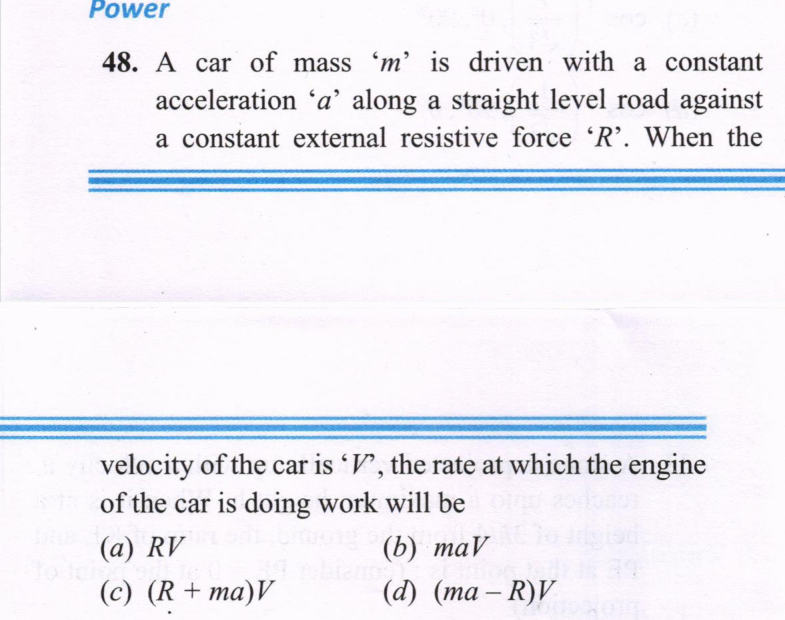 Power
48. A car of mass ‘m’ is driven with a constant
acceleration ‘a’ along a straight level road against
a constant external resistive force ‘R’. When the
velocity of the car is ‘V’, the rate at which the engine
of the car is doing work will be
(a) RV (b) maV
(c) (R + ma)V (d) (ma – R)V